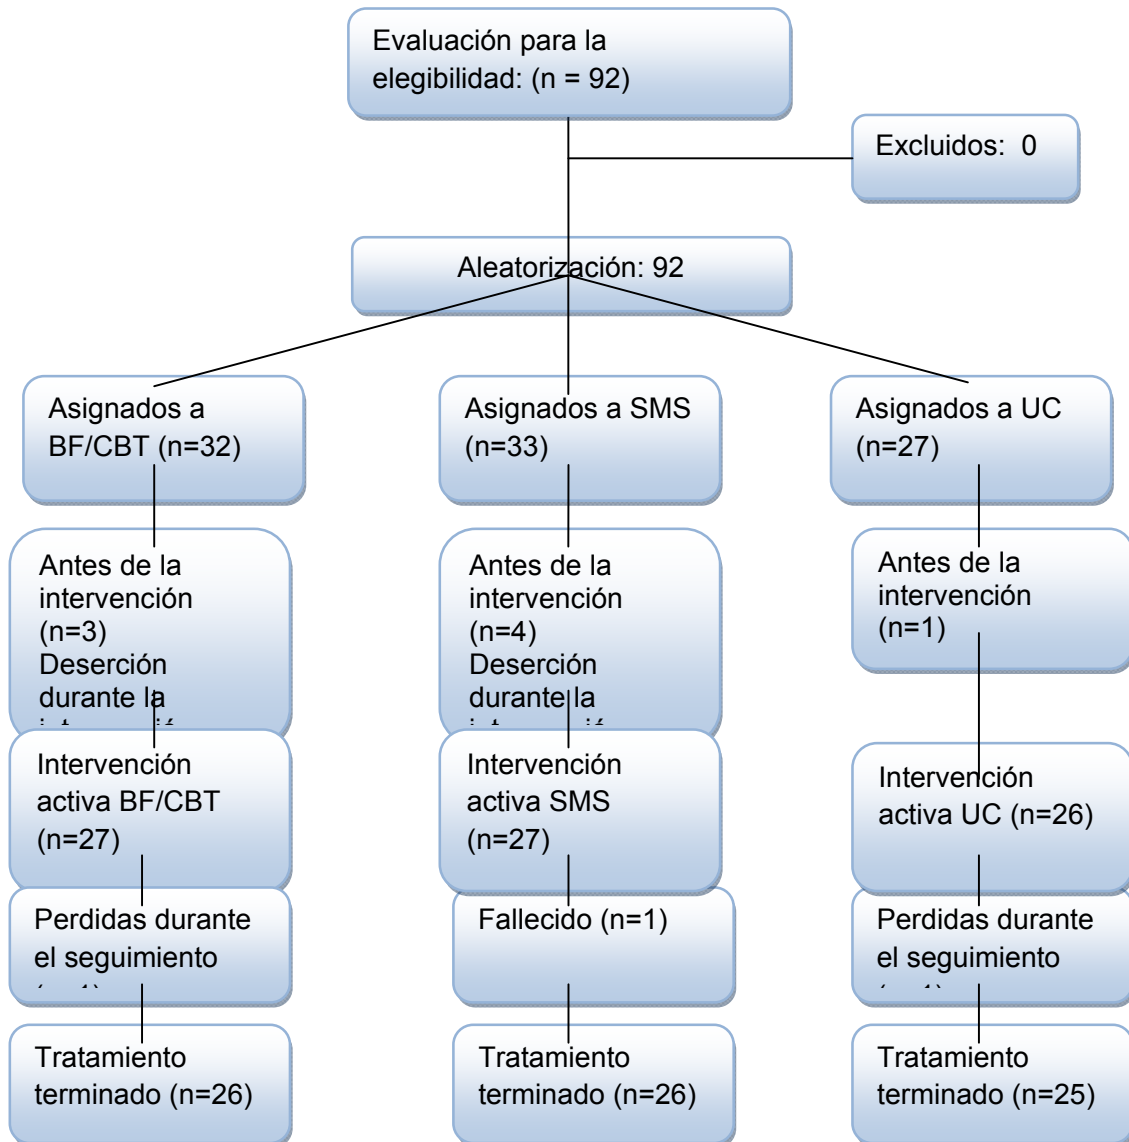 Evaluación para la
elegibilidad: (n = 92)
Excluidos:  0
Aleatorización: 92
Asignados a
BF/CBT (n=32)
Asignados a SMS
(n=33)
Asignados a UC
(n=27)
Antes de la
intervención
(n=3)
Deserción
durante la
Antes de la
intervención
(n=4)
Deserción
durante la
Antes de la
intervención
(n=1)
Intervención
activa BF/CBT
(n=27)
Intervención
activa SMS
(n=27)
Intervención
activa UC (n=26)
Perdidas durante
el seguimiento
Fallecido (n=1)
Perdidas durante
el seguimiento
Tratamiento
terminado (n=26)
Tratamiento
terminado (n=26)
Tratamiento
terminado (n=25)